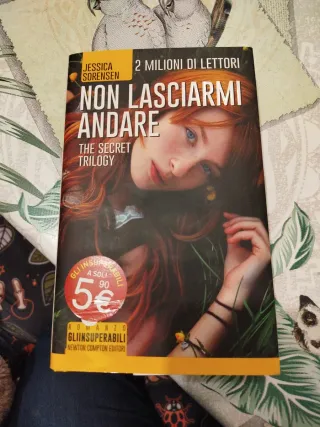 JESSICA
SORENSEN
2 MILIONI DI LETTORI
NON LASCIARMI
ANDARE
THE SECRET
TRILOGY
GLI INSUPERABILI
A SOLI
5,90 €
ROMANZO
GLINSUPERABILI
NEWTON COMPTON EDITORI